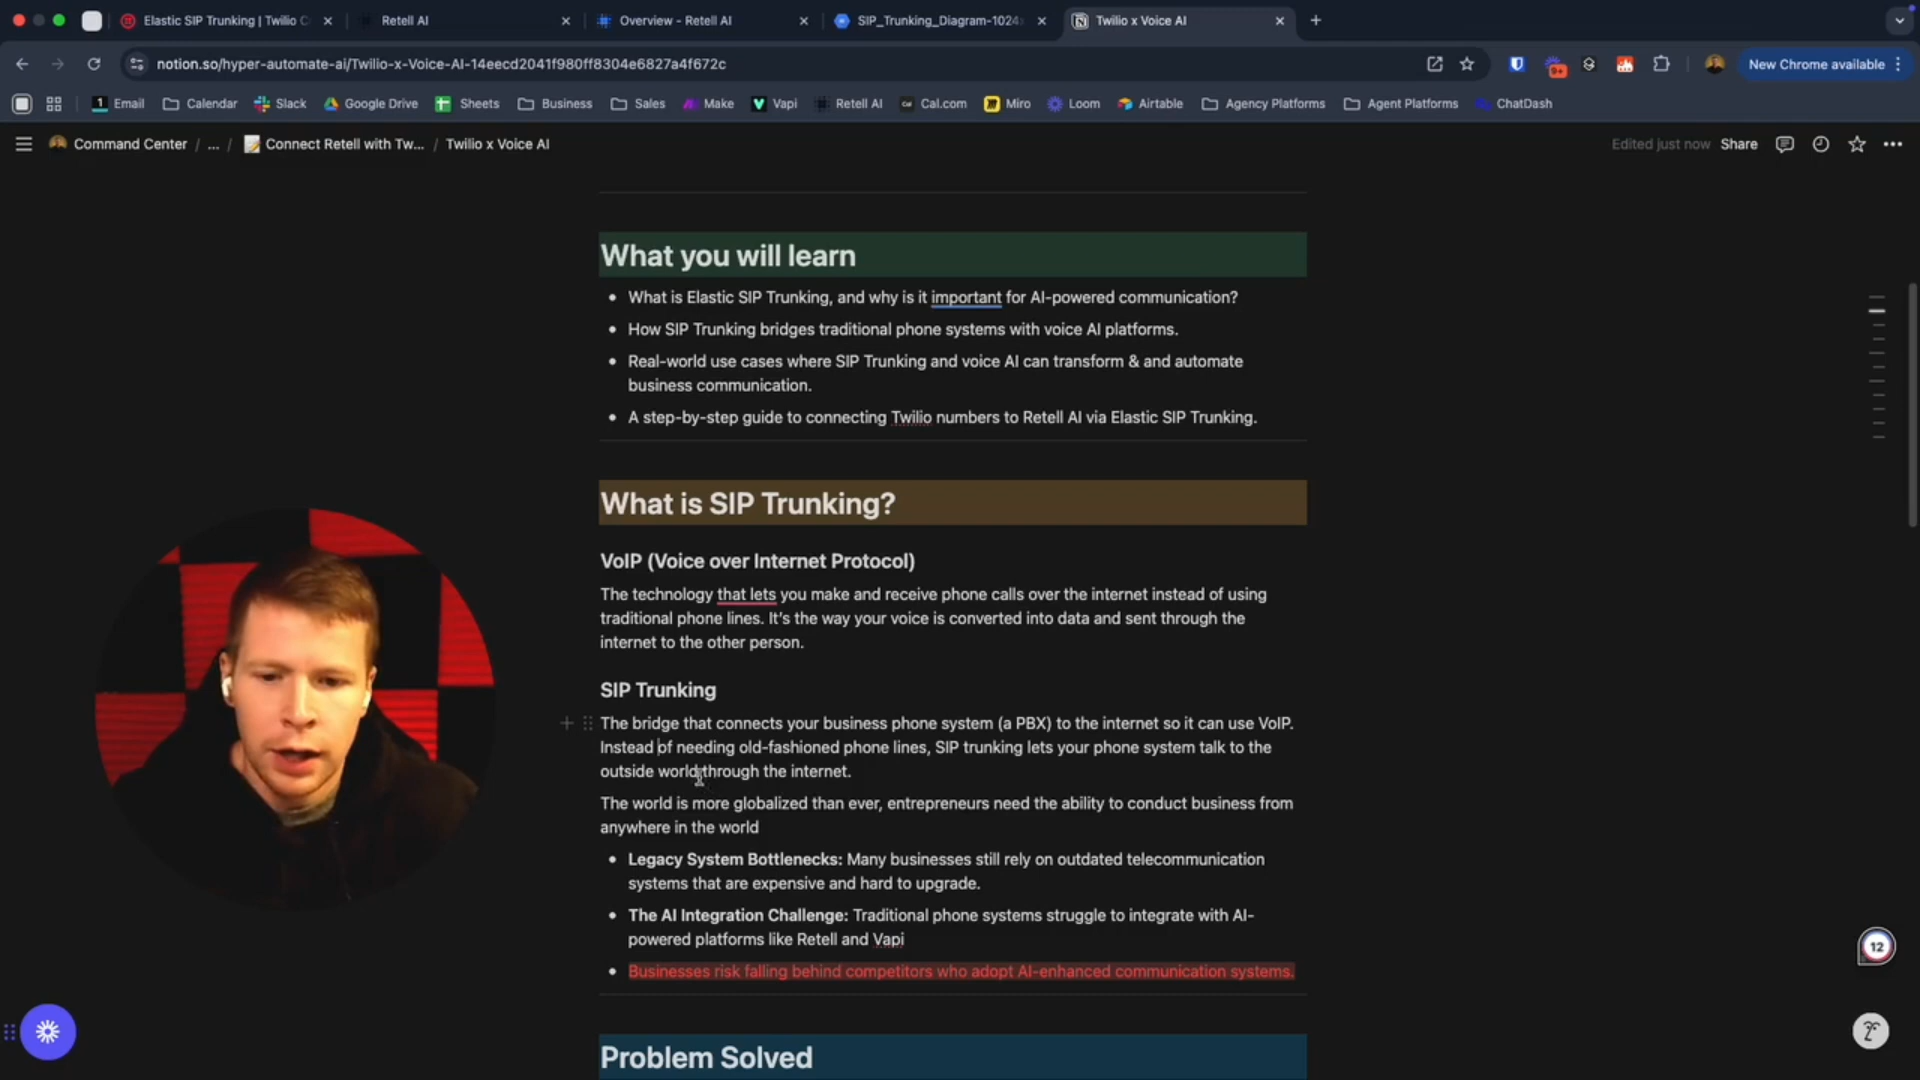 Elastic SIP Trunking | Twilio C
Retell AI
Overview - Retell AI
SIP_Trunking_Diagram-1024
Twilio x Voice AI
notion.so/hyper-automate-ai/Twilio-x-Voice-AI-14eecd2041f980ff8304e6827a4f672c
9+
New Chrome available
1 Email
Calendar
Slack
Google Drive
Sheets
Business
Sales
Make
Vapi
Retell AI
Cal.com
Miro
Loom
Airtable
Agency Platforms
Agent Platforms
ChatDash
Command Center / ... / Connect Retell with Tw... / Twilio x Voice AI
Edited just now Share
What you will learn
• What is Elastic SIP Trunking, and why is it important for AI-powered communication?
• How SIP Trunking bridges traditional phone systems with voice AI platforms.
• Real-world use cases where SIP Trunking and voice AI can transform & and automate
business communication.
• A step-by-step guide to connecting Twilio numbers to Retell AI via Elastic SIP Trunking.
What is SIP Trunking?
VoIP (Voice over Internet Protocol)
The technology that lets you make and receive phone calls over the internet instead of using
traditional phone lines. It's the way your voice is converted into data and sent through the
internet to the other person.
SIP Trunking
The bridge that connects your business phone system (a PBX) to the internet so it can use VoIP.
Instead of needing old-fashioned phone lines, SIP trunking lets your phone system talk to the
outside world through the internet.
The world is more globalized than ever, entrepreneurs need the ability to conduct business from
anywhere in the world
• Legacy System Bottlenecks: Many businesses still rely on outdated telecommunication
systems that are expensive and hard to upgrade.
• The AI Integration Challenge: Traditional phone systems struggle to integrate with AI-
powered platforms like Retell and Vapi
12
• Businesses risk falling behind competitors who adopt AI-enhanced communication systems.
Problem Solved